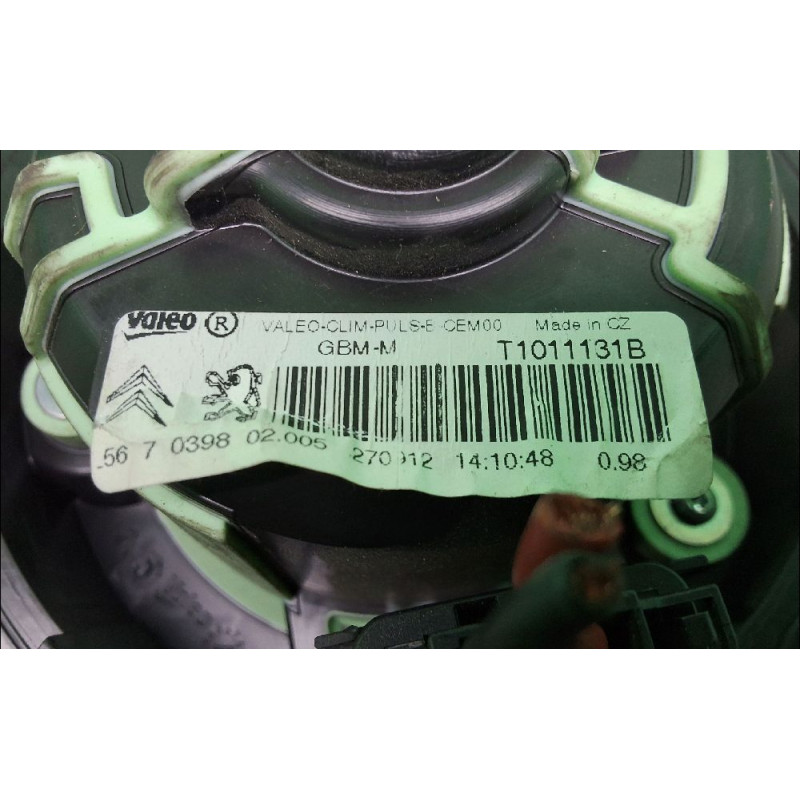 Valeo ® VALEO-CLIM-PULS-B-CEM00 Made in CZ
GBM-M T1011131B
56 7 0398 02.005 270912 14:10:48 0.98